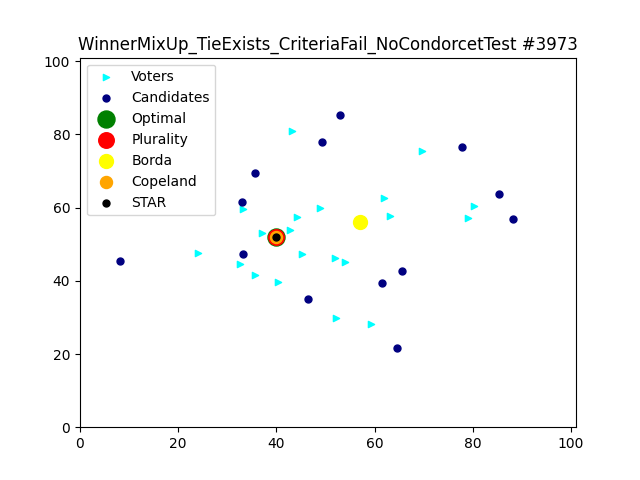 WinnerMixUp_TieExists_CriteriaFail_NoCondorcetTest #3973
Voters
Candidates
Optimal
Plurality
Borda
Copeland
STAR
100
80
60
40
20
0
0 20 40 60 80 100